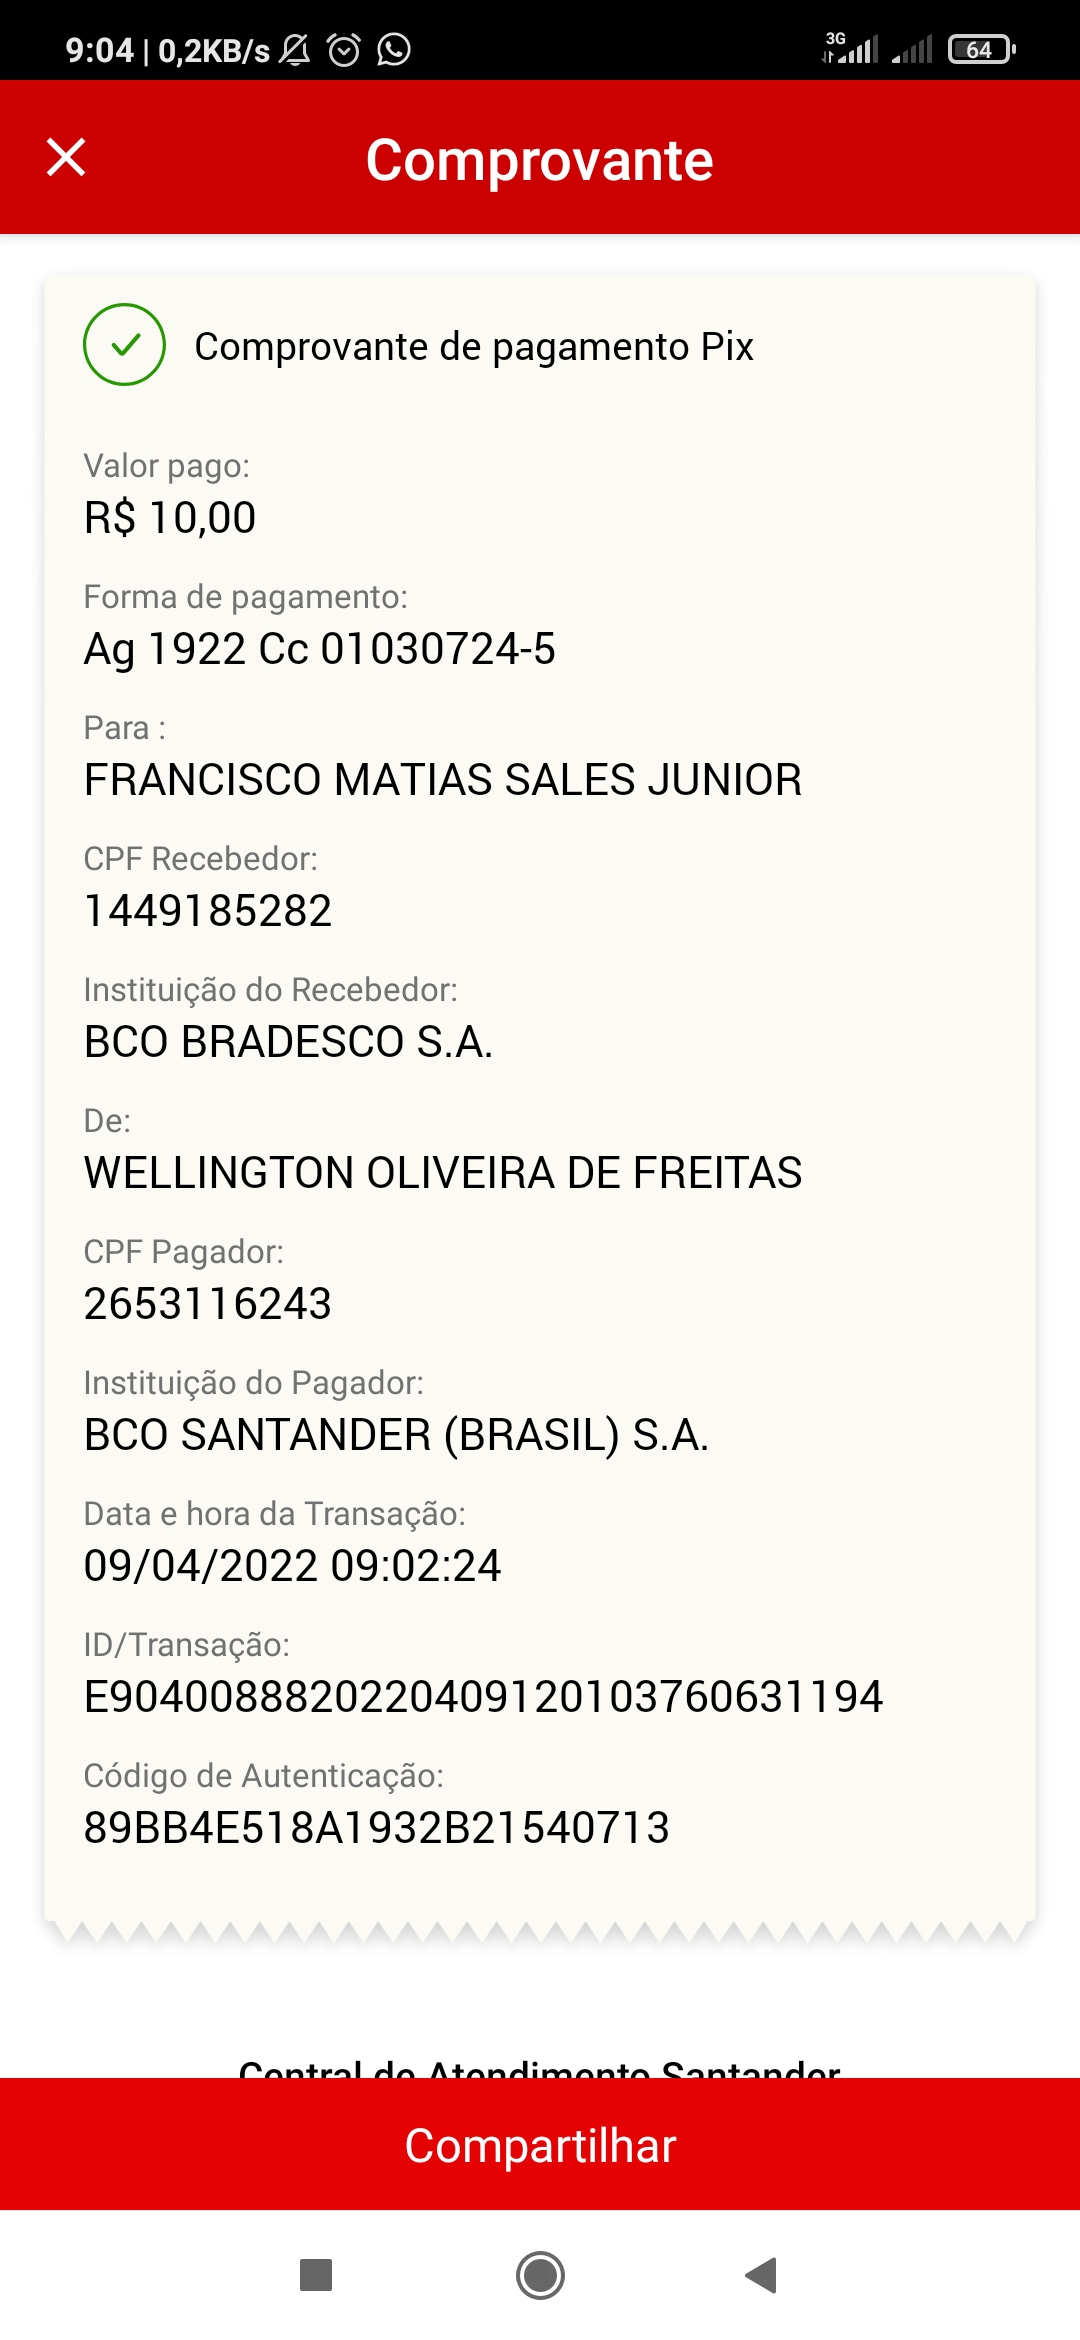 9:04 | 0,2KB/s
3G
64
Comprovante
Comprovante de pagamento Pix
Valor pago:
R$ 10,00
Forma de pagamento:
Ag 1922 Cc 01030724-5
Para :
FRANCISCO MATIAS SALES JUNIOR
CPF Recebedor:
1449185282
Instituição do Recebedor:
BCO BRADESCO S.A.
De:
WELLINGTON OLIVEIRA DE FREITAS
CPF Pagador:
2653116243
Instituição do Pagador:
BCO SANTANDER (BRASIL) S.A.
Data e hora da Transação:
09/04/2022 09:02:24
ID/Transação:
E9040088820220409120103760631194
Código de Autenticação:
89BB4E518A1932B21540713
Central de Atendimento Santander
Compartilhar